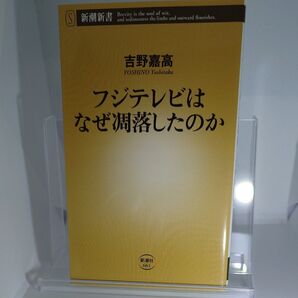 S 新潮新書
Brevity is the soul of wit,
and tediousness the limbs and outward flourishes.
吉野嘉高
YOSHINO Yoshitaka
フジテレビは
なぜ凋落したのか
新潮社
661